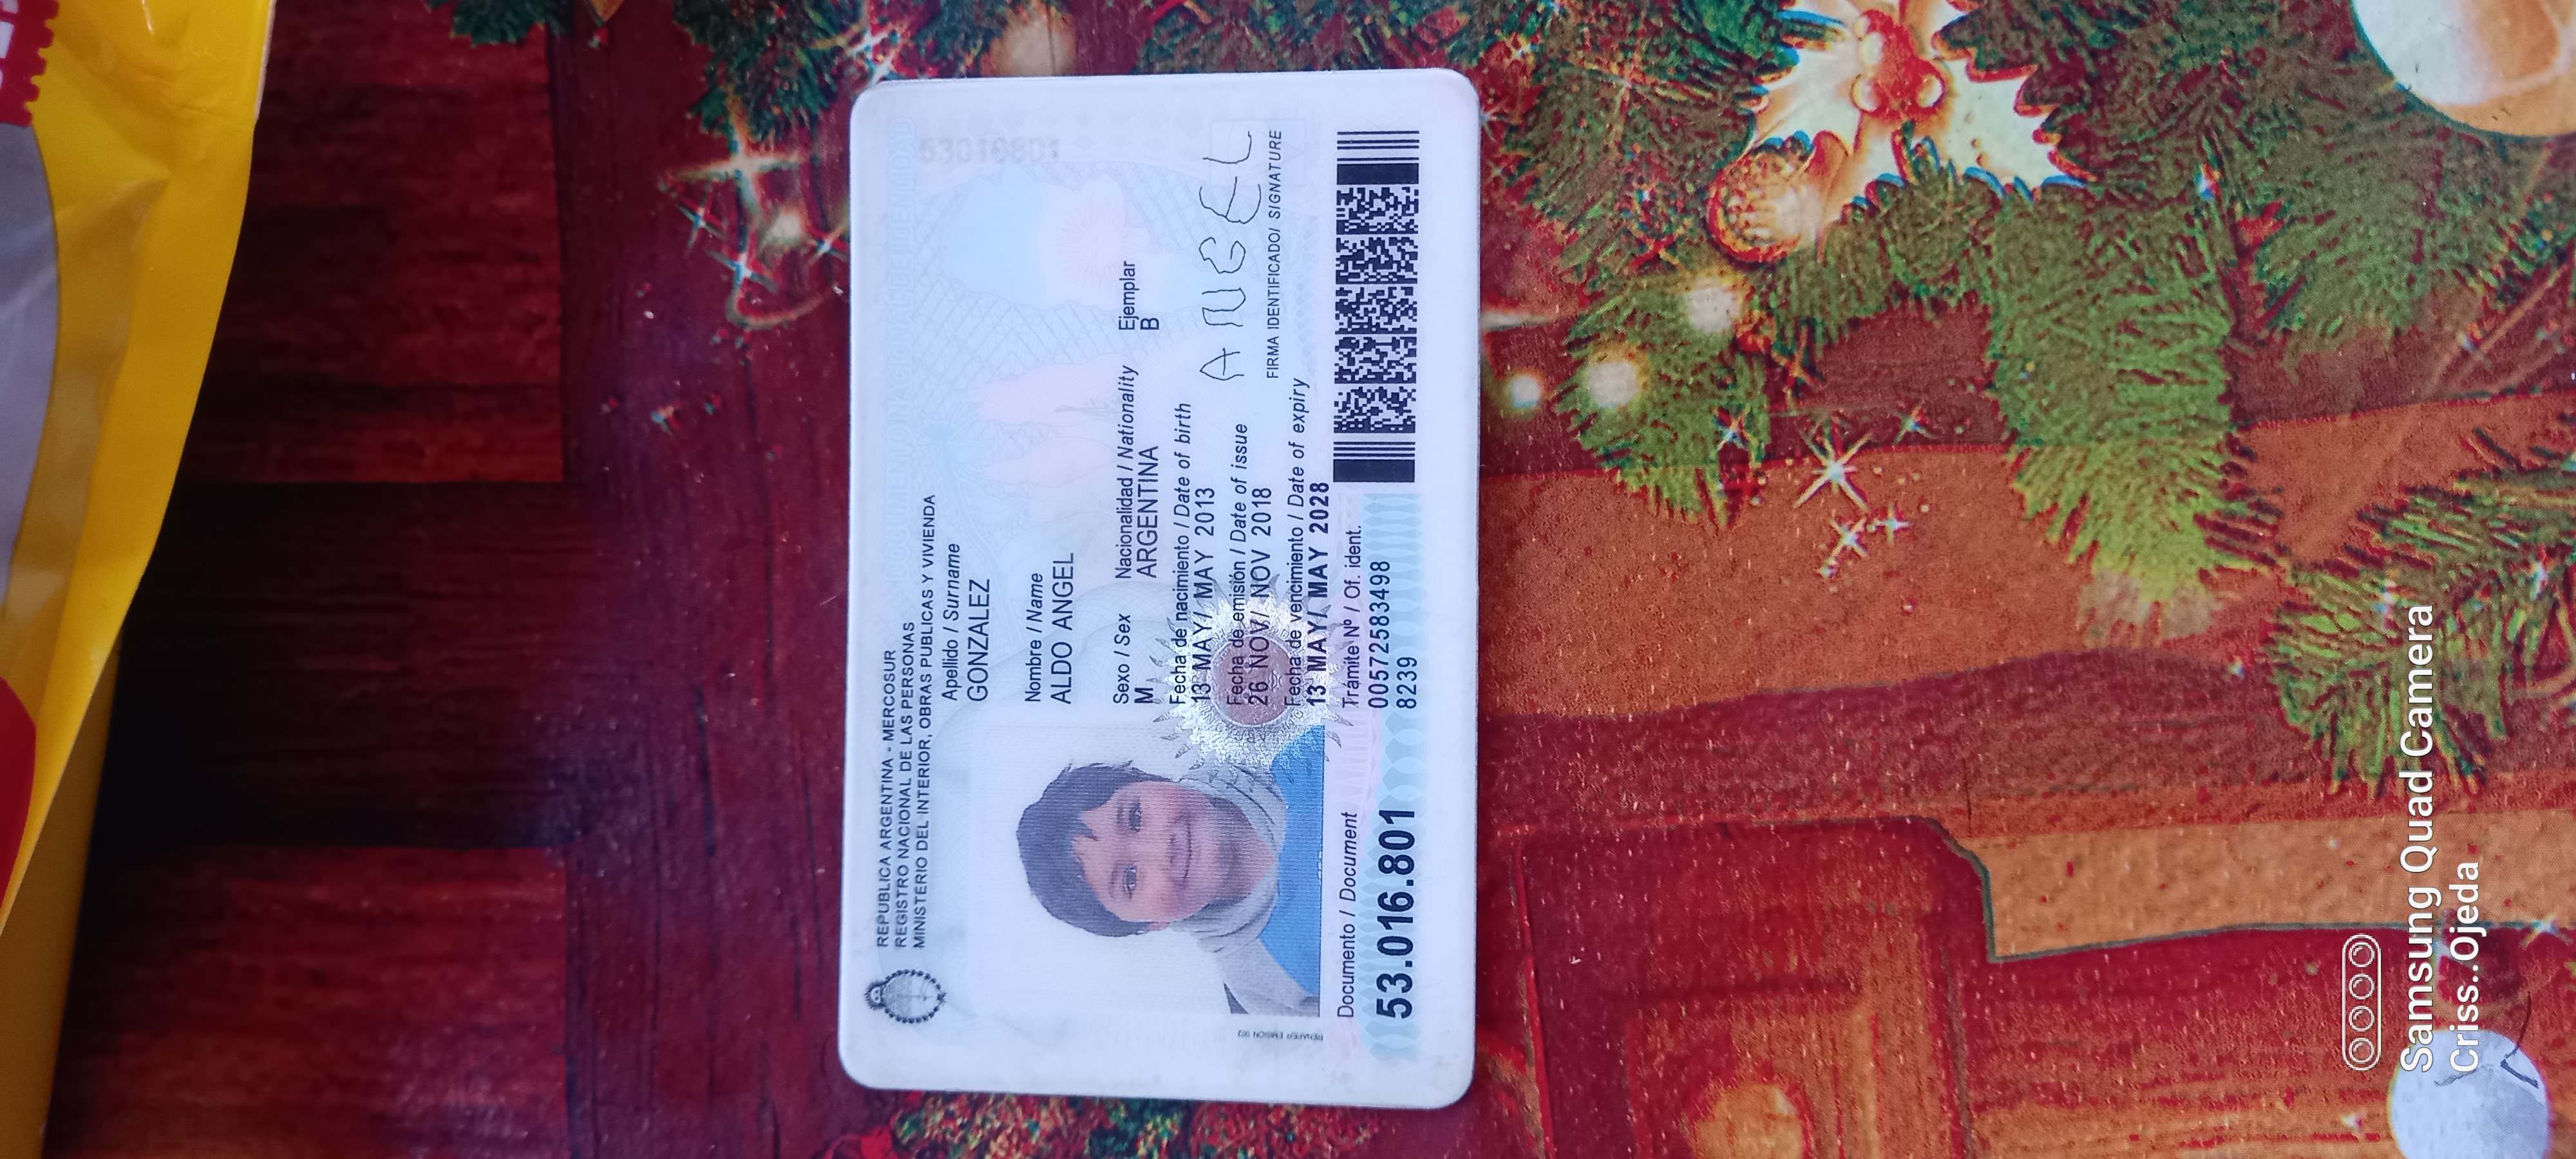 REPUBLICA ARGENTINA - MERCOSUR
REGISTRO NACIONAL DE LAS PERSONAS
MINISTERIO DEL INTERIOR, OBRAS PUBLICAS Y VIVIENDA
DOCUMENTO NACIONAL DE IDENTIDAD
Apellido / Surname
GONZALEZ
Nombre / Name
ALDO ANGEL
Sexo / Sex Nacionalidad / Nationality Ejemplar
M ARGENTINA B
Fecha de nacimiento / Date of birth
13 MAY/ MAY 2013
Fecha de emisión / Date of issue
26 NOV/ NOV 2018
Fecha de vencimiento / Date of expiry
13 MAY/ MAY 2028
ANGEL
FIRMA IDENTIFICADO/ SIGNATURE
Documento / Document
53.016.801
Trámite Nº / Of. ident.
00572583498
8239
Samsung Quad Camera
Criss..Ojeda